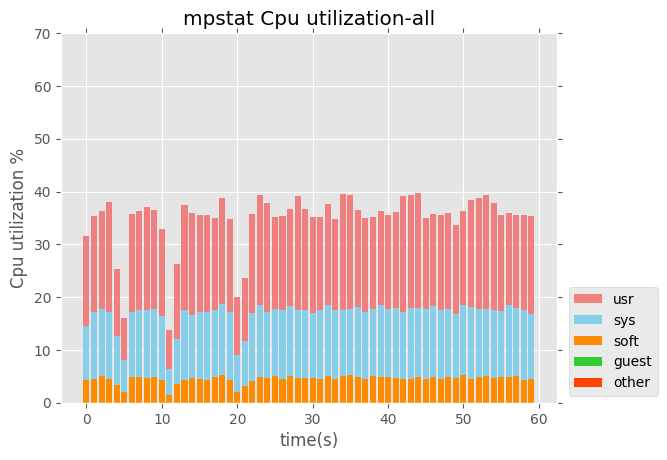 mpstat Cpu utilization-all
70
60
50
40
30
20
10
0
Cpu utilization %
0 10 20 30 40 50 60
time(s)
usr
sys
soft
guest
other